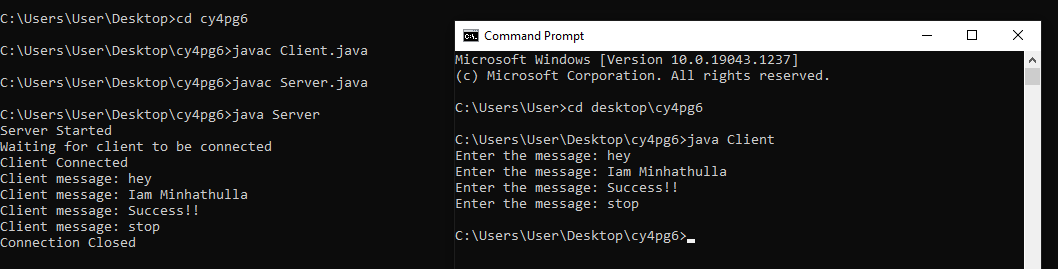 C:\Users\User\Desktop>cd cy4pg6
C:\Users\User\Desktop\cy4pg6>javac Client.java
C:\Users\User\Desktop\cy4pg6>javac Server.java
C:\Users\User\Desktop\cy4pg6>java Server
Server Started
Waiting for client to be connected
Client Connected
Client message: hey
Client message: Iam Minhathulla
Client message: Success!!
Client message: stop
Connection Closed
Command Prompt
Microsoft Windows [Version 10.0.19043.1237]
(c) Microsoft Corporation. All rights reserved.
C:\Users\User>cd desktop\cy4pg6
C:\Users\User\Desktop\cy4pg6>java Client
Enter the message: hey
Enter the message: Iam Minhathulla
Enter the message: Success!!
Enter the message: stop
C:\Users\User\Desktop\cy4pg6>